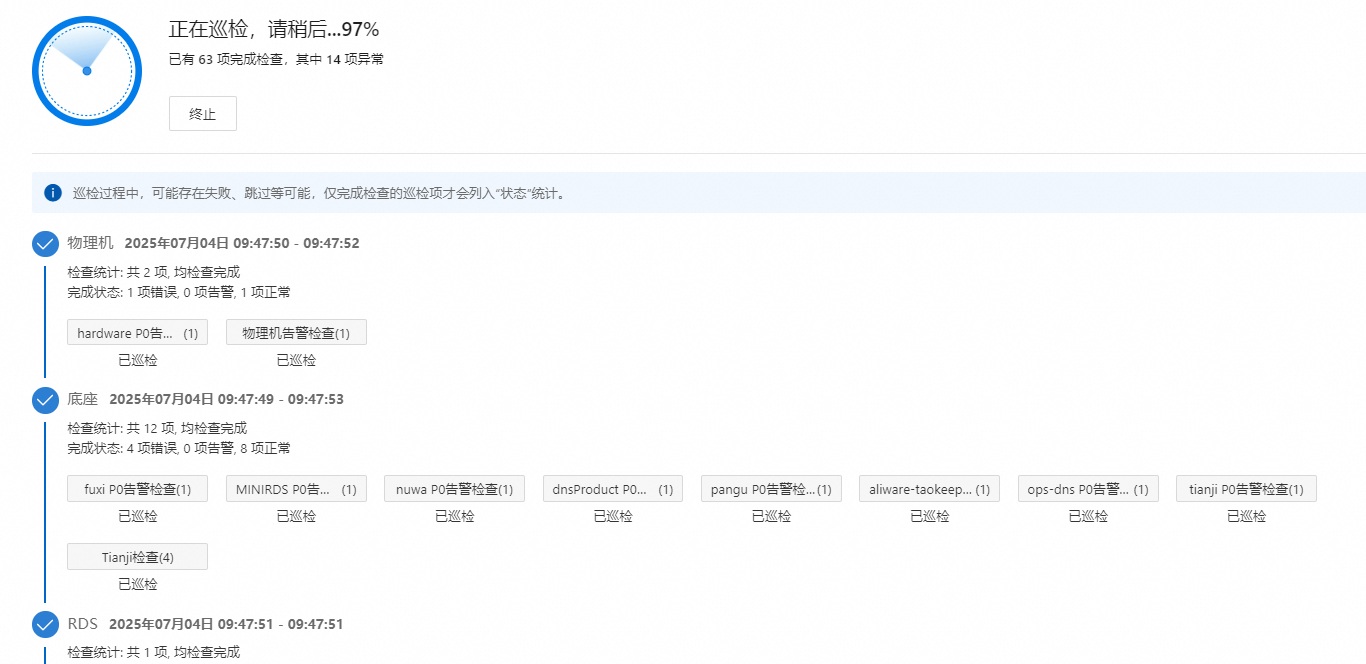 正在巡检，请稍后...97%
已有 63 项完成检查，其中 14 项异常
终止
巡检过程中，可能存在失败、跳过等可能，仅完成检查的巡检项才会列入“状态”统计。
物理机 2025年07月04日 09:47:50 - 09:47:52
检查统计: 共 2 项, 均检查完成
完成状态: 1 项错误, 0 项告警, 1 项正常
hardware P0告... (1) 物理机告警检查(1)
已巡检 已巡检
底座 2025年07月04日 09:47:49 - 09:47:53
检查统计: 共 12 项, 均检查完成
完成状态: 4 项错误, 0 项告警, 8 项正常
fuxi P0告警检查(1) MINIRDS P0告... (1) nuwa P0告警检查(1) dnsProduct P0... (1) pangu P0告警检... (1) aliware-taokeep... (1) ops-dns P0告警... (1) tianji P0告警检查(1)
已巡检 已巡检 已巡检 已巡检 已巡检 已巡检 已巡检 已巡检
Tianji检查(4)
已巡检
RDS 2025年07月04日 09:47:51 - 09:47:51
检查统计: 共 1 项, 均检查完成